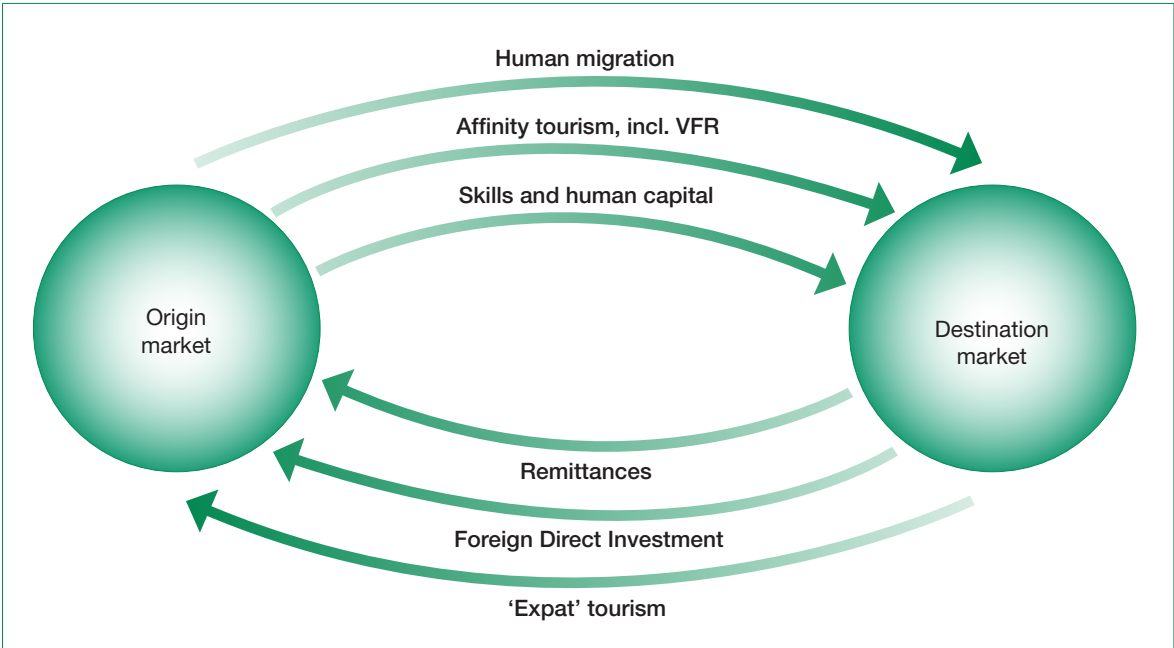 Human migration
Affinity tourism, incl. VFR
Skills and human capital
Origin
market
Destination
market
Remittances
Foreign Direct Investment
‘Expat’ tourism